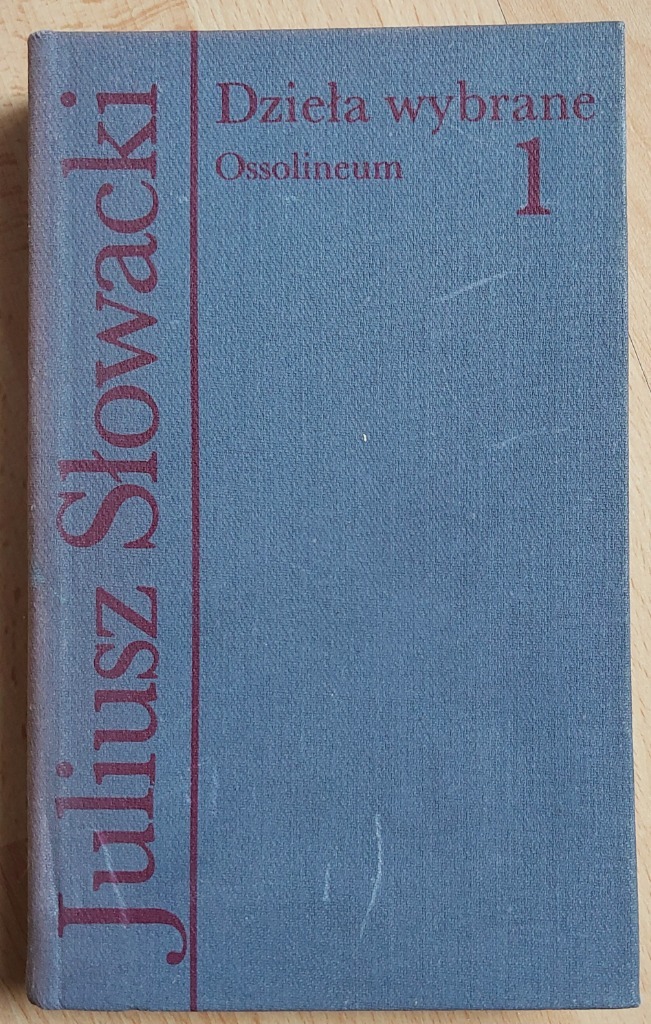 Juliusz Słowacki
Dzieła wybrane
Ossolineum
1